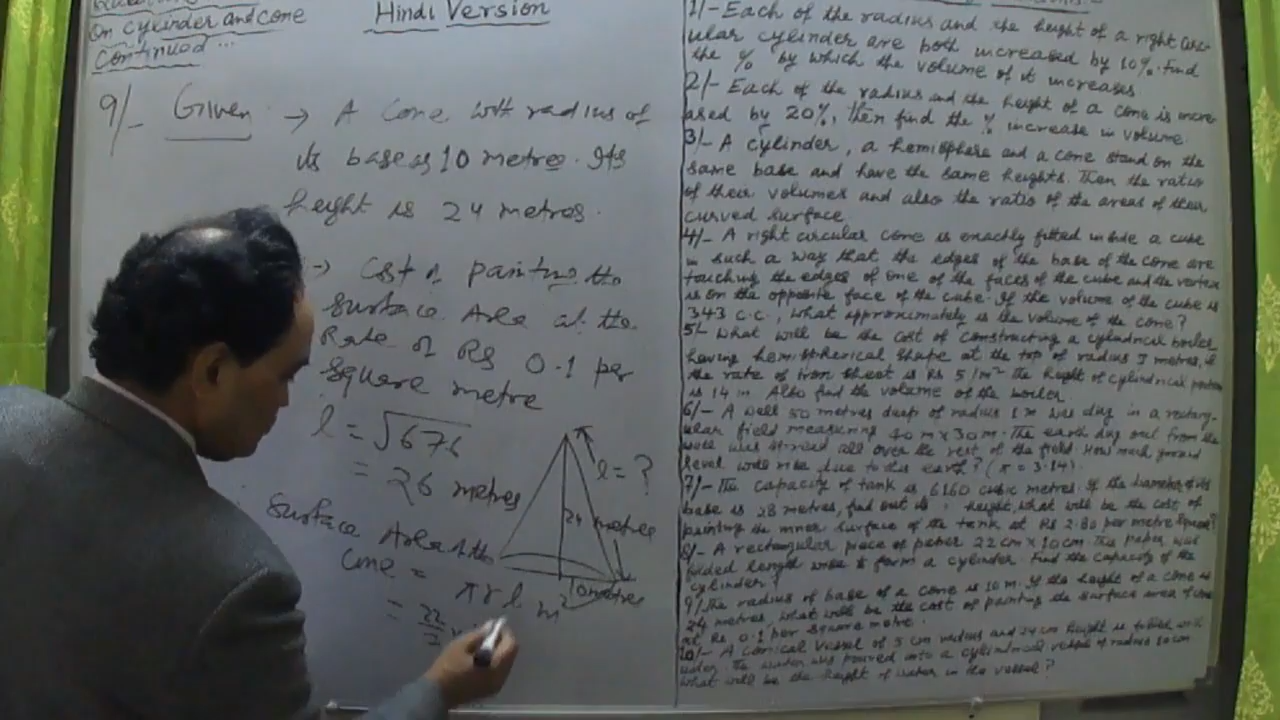 On cylinder and cone
Continued ...
Hindi Version
9/- Given → A Cone with radius of
its base as 10 metre. Its
height is 24 metres.
→ Cost of painting the
Surface Area at the
Rate of RS 0.1 per
square metre
l = √676
= 26 metres
l = ?
24 metre
10 metres
Surface Area of the
Cone = π r l m²
= 22/7
1/- Each of the radius and the height of a right circ-
ular cylinder are both increased by 10%. Find
the % by which the volume of it increases
2/- Each of the radius and the height of a cone is incre-
ased by 20%, then find the % increase in volume.
3/- A cylinder, a hemisphere and a cone stand on the
same base and have the same heights. Then the ratio
of their volumes and also the ratio of the areas of their
curved surface
4/- A right circular cone is exactly fitted inside a cube
in such a way that the edges of the base of the cone are
touching the edges of one of the faces of the cube and the vertex
is on the opposite face of the cube. If the volume of the cube is
343 c.c., what approximately is the volume of the cone?
5/- What will be the cost of constructing a cylindrical boiler
having hemispherical shape at the top of radius 7 metres, if
the rate of iron sheet is Rs 5/m² The height of cylindrical portion
is 14 m Also find the volume of the boiler.
6/- A well 50 metres deep of radius 1 m was dug in a rectang-
ular field measuring 40 m x 30 m. The earth dug out from the
well was spread all over the rest of the field. How much ground
level will rise due to this earth? (π = 3.14)
7/- The capacity of tank is 6160 cubic metres. If the diameter of its
base is 28 metres, find out its height. what will be the cost of
painting the inner surface of the tank at Rs 2.80 per metre square?
8/- A rectangular piece of paper 22 cm x 10 cm The paper was
folded length wise to form a cylinder. Find the capacity of the
cylinder?
9/ The radius of base of a cone is 10 m. If the height of a cone is
24 metres, what will be the cost of painting the surface area of cone
at Rs. 0.1 per square metre.
10/- A conical vessel of 5 cm radius and 24 cm height is filled with
water. The water was poured into a cylindrical vessel of radius 10 cm
what will be the height of water in the vessel?